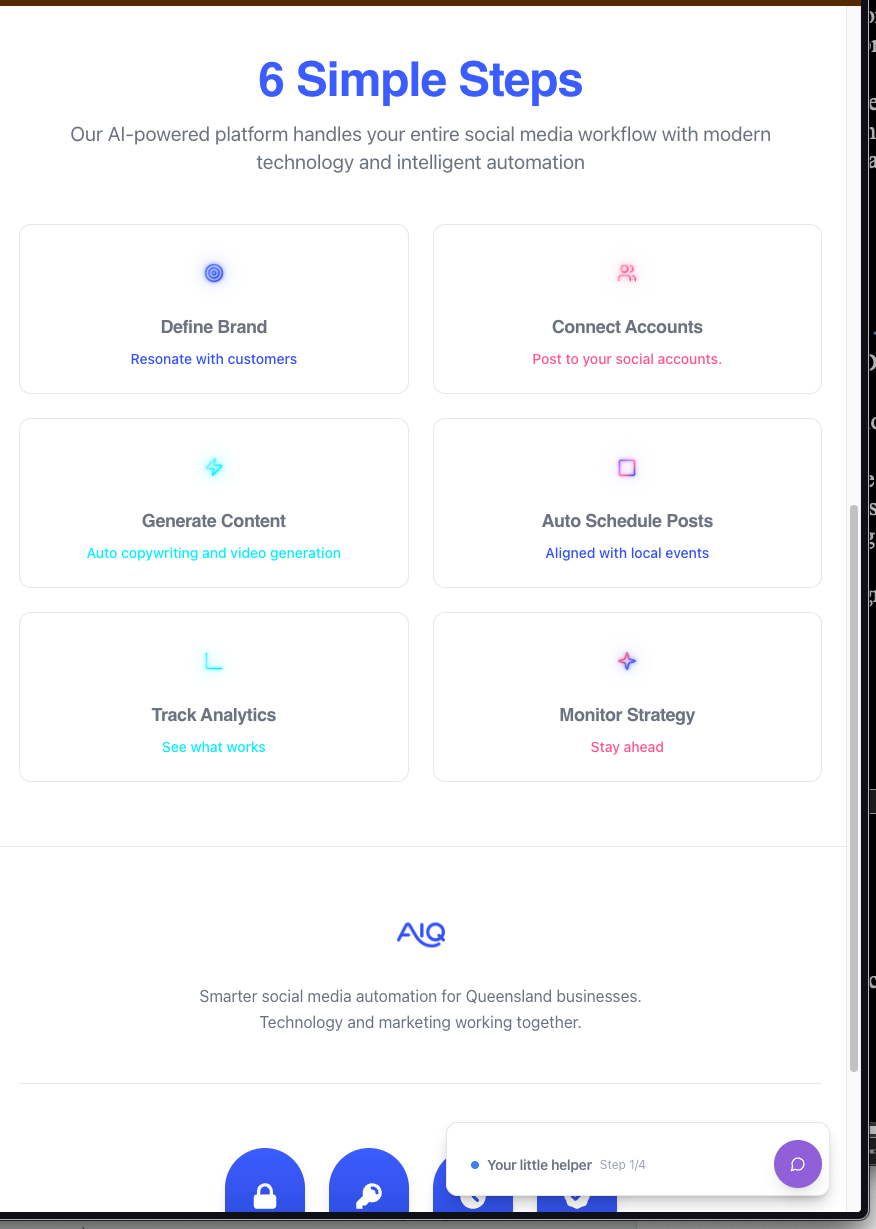 6 Simple Steps
Our AI-powered platform handles your entire social media workflow with modern
technology and intelligent automation
Define Brand
Resonate with customers
Connect Accounts
Post to your social accounts.
Generate Content
Auto copywriting and video generation
Auto Schedule Posts
Aligned with local events
Track Analytics
See what works
Monitor Strategy
Stay ahead
AIQ
Smarter social media automation for Queensland businesses.
Technology and marketing working together.
Your little helper Step 1/4